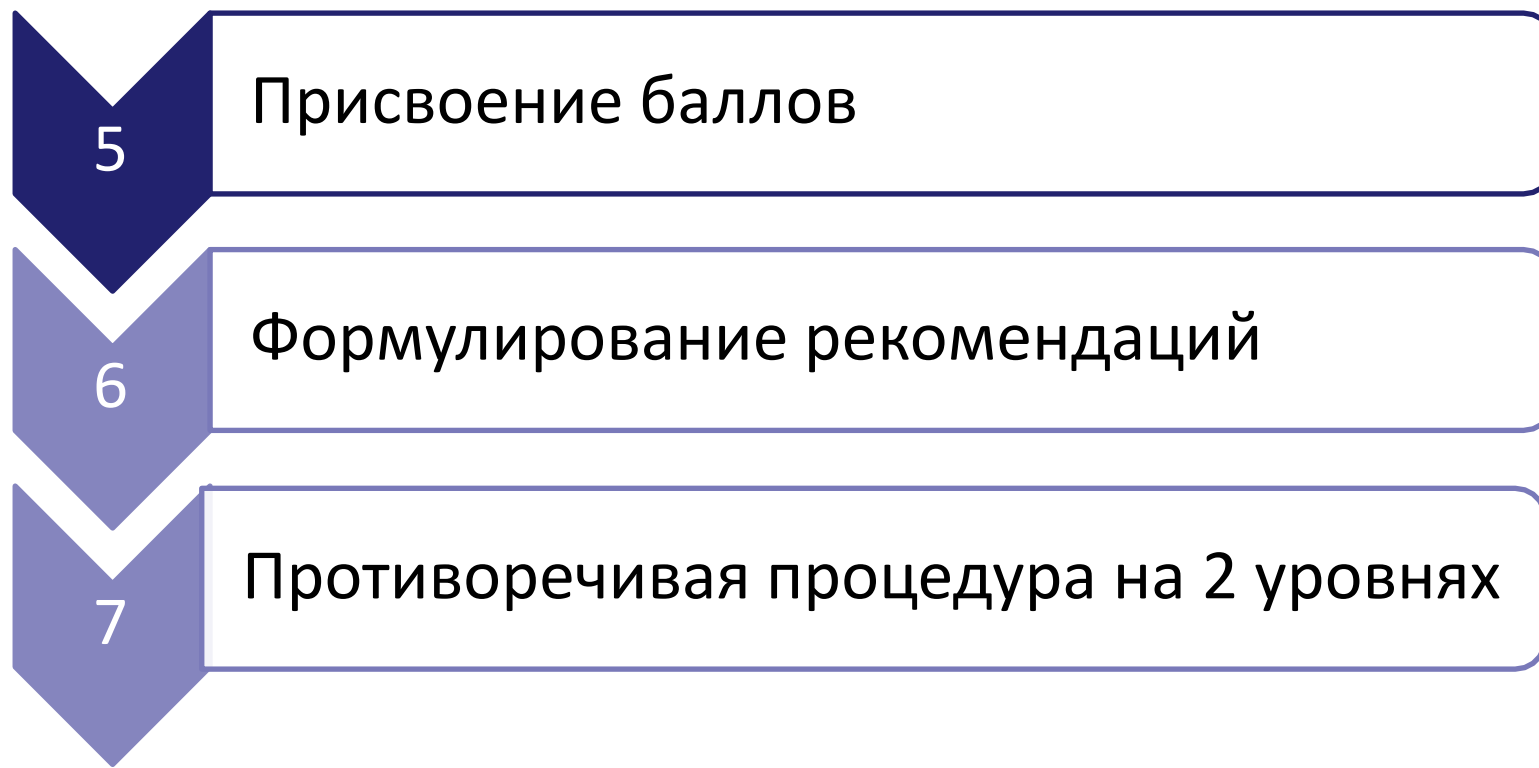 5
Присвоение баллов
6
Формулирование рекомендаций
7
Противоречивая процедура на 2 уровнях